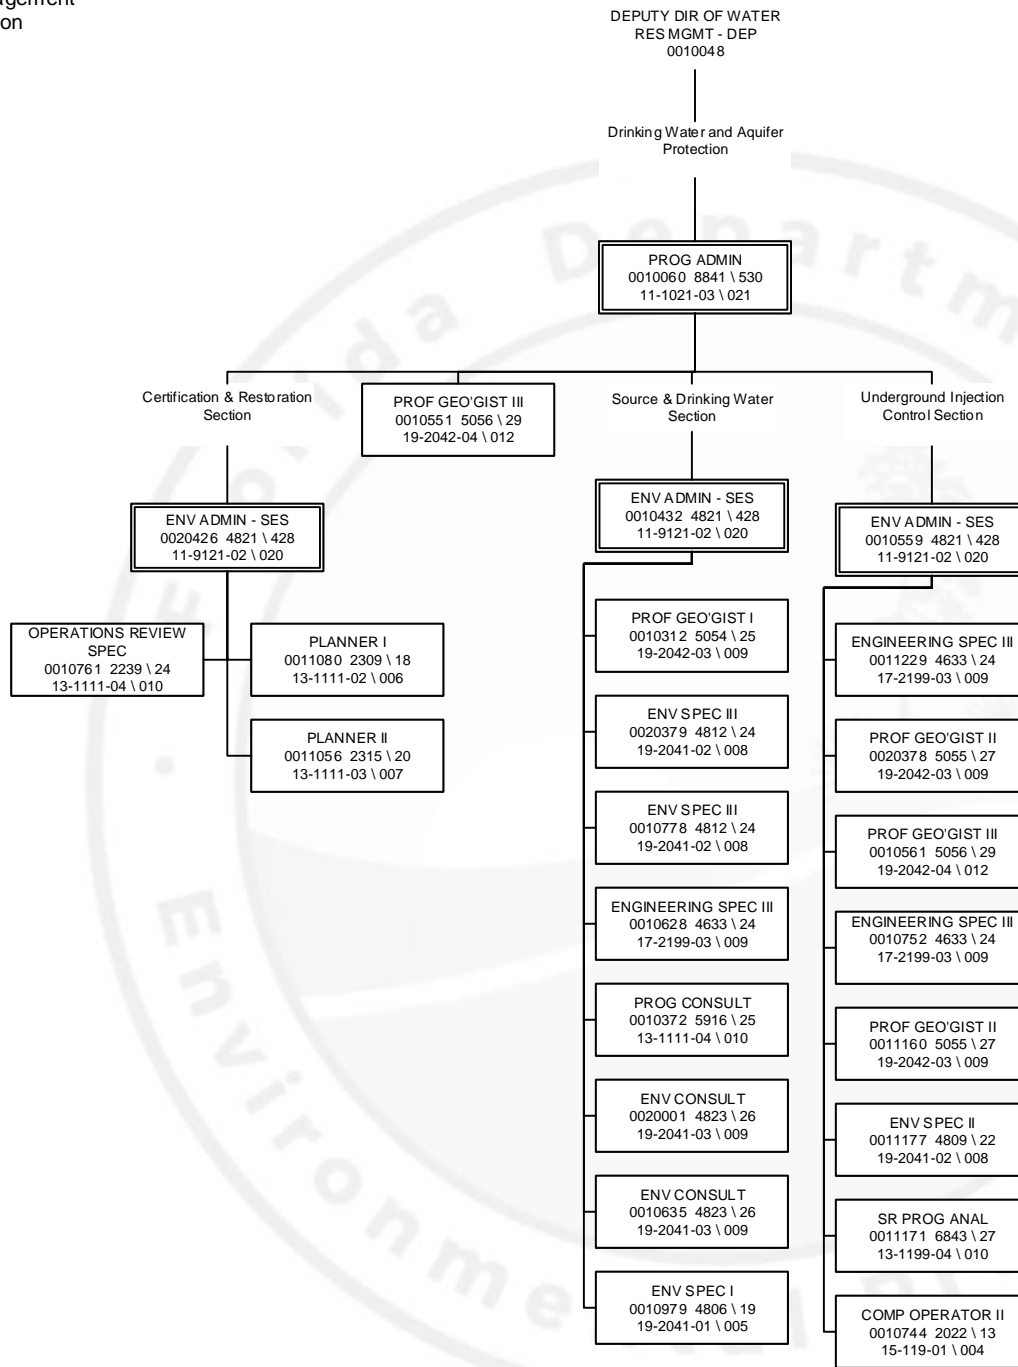 on
DEPUTY DIR OF WATER
RES MGMT - DEP
0010048
Drinking Water and Aquifer
Protection
PROG ADMIN
0010060 8841 \ 530
11-1021-03 \ 021
Certification & Restoration
Section
PROF GEO'GIST III
0010551 5056 \ 29
19-2042-04 \ 012
Source & Drinking Water
Section
Underground Injection
Control Section
ENV ADMIN - SES
0020426 4821 \ 428
11-9121-02 \ 020
ENV ADMIN - SES
0010432 4821 \ 428
11-9121-02 \ 020
ENV ADMIN - SES
0010559 4821 \ 428
11-9121-02 \ 020
OPERATIONS REVIEW
SPEC
0010761 2239 \ 24
13-1111-04 \ 010
PLANNER I
0011080 2309 \ 18
13-1111-02 \ 006
PLANNER II
0011056 2315 \ 20
13-1111-03 \ 007
PROF GEO'GIST I
0010312 5054 \ 25
19-2042-03 \ 009
ENV SPEC III
0020379 4812 \ 24
19-2041-02 \ 008
ENV SPEC III
0010778 4812 \ 24
19-2041-02 \ 008
ENGINEERING SPEC III
0010628 4633 \ 24
17-2199-03 \ 009
PROG CONSULT
0010372 5916 \ 25
13-1111-04 \ 010
ENV CONSULT
0020001 4823 \ 26
19-2041-03 \ 009
ENV CONSULT
0010635 4823 \ 26
19-2041-03 \ 009
ENV SPEC I
0010979 4806 \ 19
19-2041-01 \ 005
ENGINEERING SPEC III
0011229 4633 \ 24
17-2199-03 \ 009
PROF GEO'GIST II
0020378 5055 \ 27
19-2042-03 \ 009
PROF GEO'GIST III
0010561 5056 \ 29
19-2042-04 \ 012
ENGINEERING SPEC III
0010752 4633 \ 24
17-2199-03 \ 009
PROF GEO'GIST II
0011160 5055 \ 27
19-2042-03 \ 009
ENV SPEC II
0011177 4809 \ 22
19-2041-02 \ 008
SR PROG ANAL
0011171 6843 \ 27
13-1199-04 \ 010
COMP OPERATOR II
0010744 2022 \ 13
15-119-01 \ 004